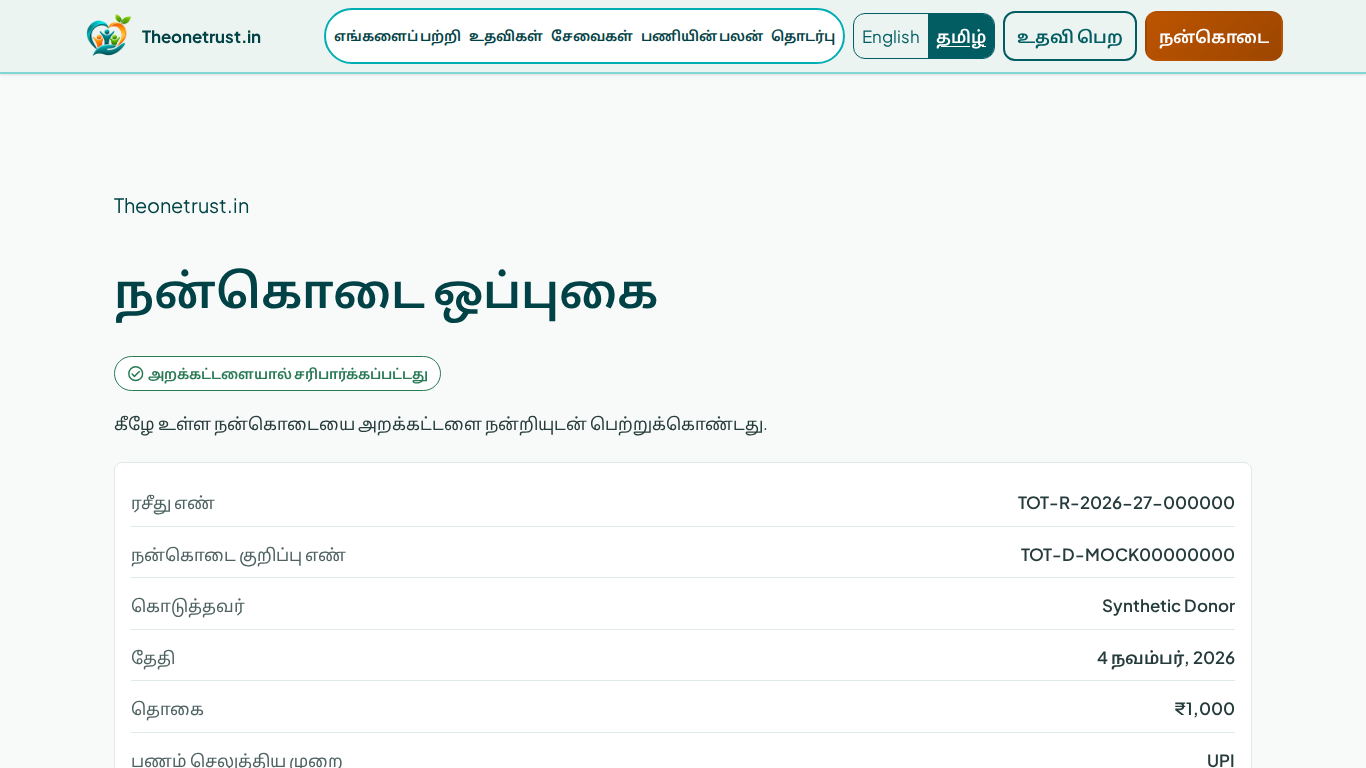 Theonetrust.in
எங்களைப் பற்றி உதவிகள் சேவைகள் பணியின் பலன் தொடர்பு
English தமிழ்
உதவி பெற
நன்கொடை
Theonetrust.in
நன்கொடை ஒப்புகை
அறக்கட்டளையால் சரிபார்க்கப்பட்டது
கீழே உள்ள நன்கொடையை அறக்கட்டளை நன்றியுடன் பெற்றுக்கொண்டது.
ரசீது எண் TOT-R-2026-27-000000
நன்கொடை குறிப்பு எண் TOT-D-MOCK00000000
கொடுத்தவர் Synthetic Donor
தேதி 4 நவம்பர், 2026
தொகை ₹1,000
பணம் செலுத்திய முறை UPI